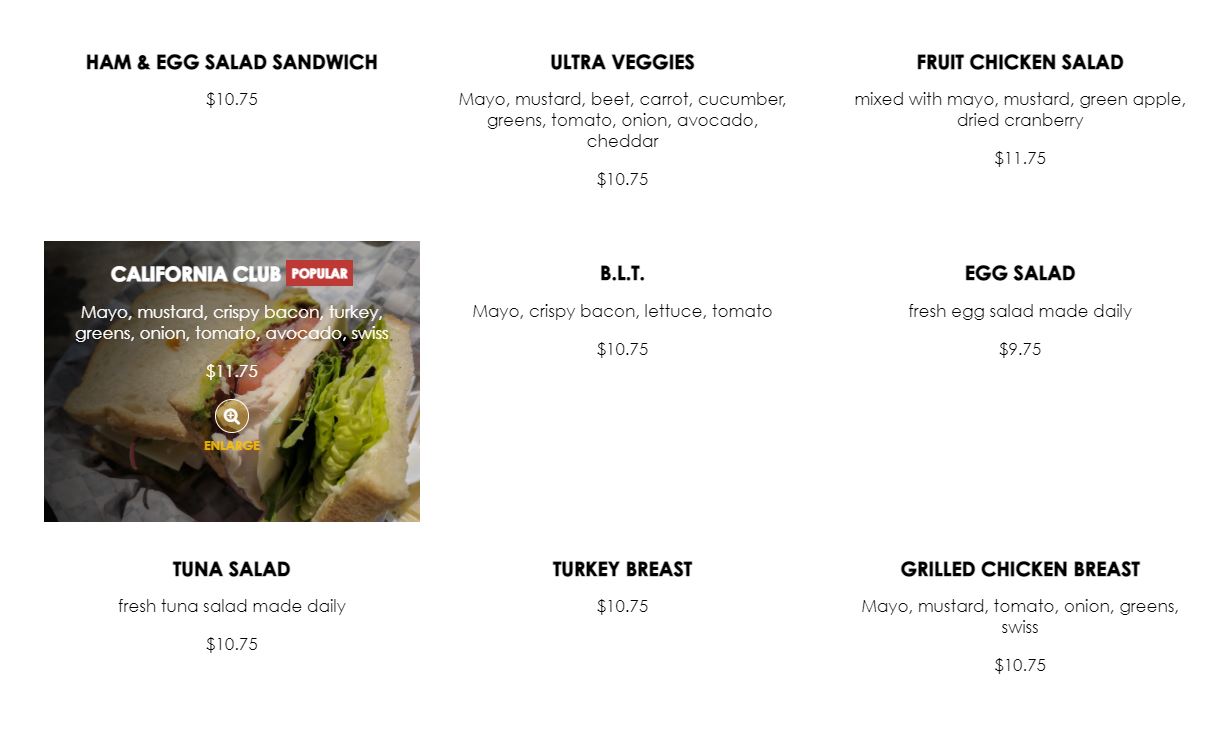 HAM & EGG SALAD SANDWICH
$10.75
ULTRA VEGGIES
Mayo, mustard, beet, carrot, cucumber,
greens, tomato, onion, avocado,
cheddar
$10.75
FRUIT CHICKEN SALAD
mixed with mayo, mustard, green apple,
dried cranberry
$11.75
CALIFORNIA CLUB POPULAR
Mayo, mustard, crispy bacon, turkey,
greens, onion, tomato, avocado, swiss
$11.75
ENLARGE
B.L.T.
Mayo, crispy bacon, lettuce, tomato
$10.75
EGG SALAD
fresh egg salad made daily
$9.75
TUNA SALAD
fresh tuna salad made daily
$10.75
TURKEY BREAST
$10.75
GRILLED CHICKEN BREAST
Mayo, mustard, tomato, onion, greens,
swiss
$10.75